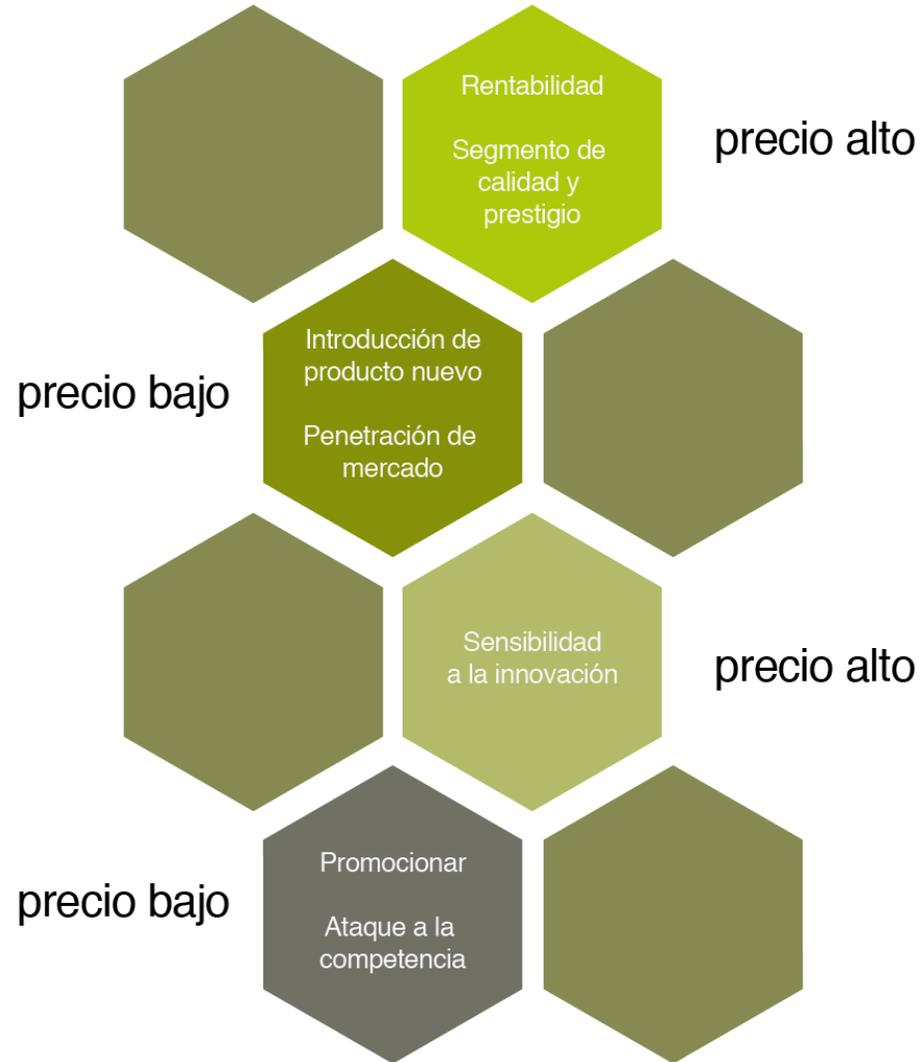 Rentabilidad
Segmento de
calidad y
prestigio
precio alto
Introducción de
producto nuevo
Penetración de
mercado
precio bajo
Sensibilidad
a la innovación
precio alto
Promocionar
Ataque a la
competencia
precio bajo